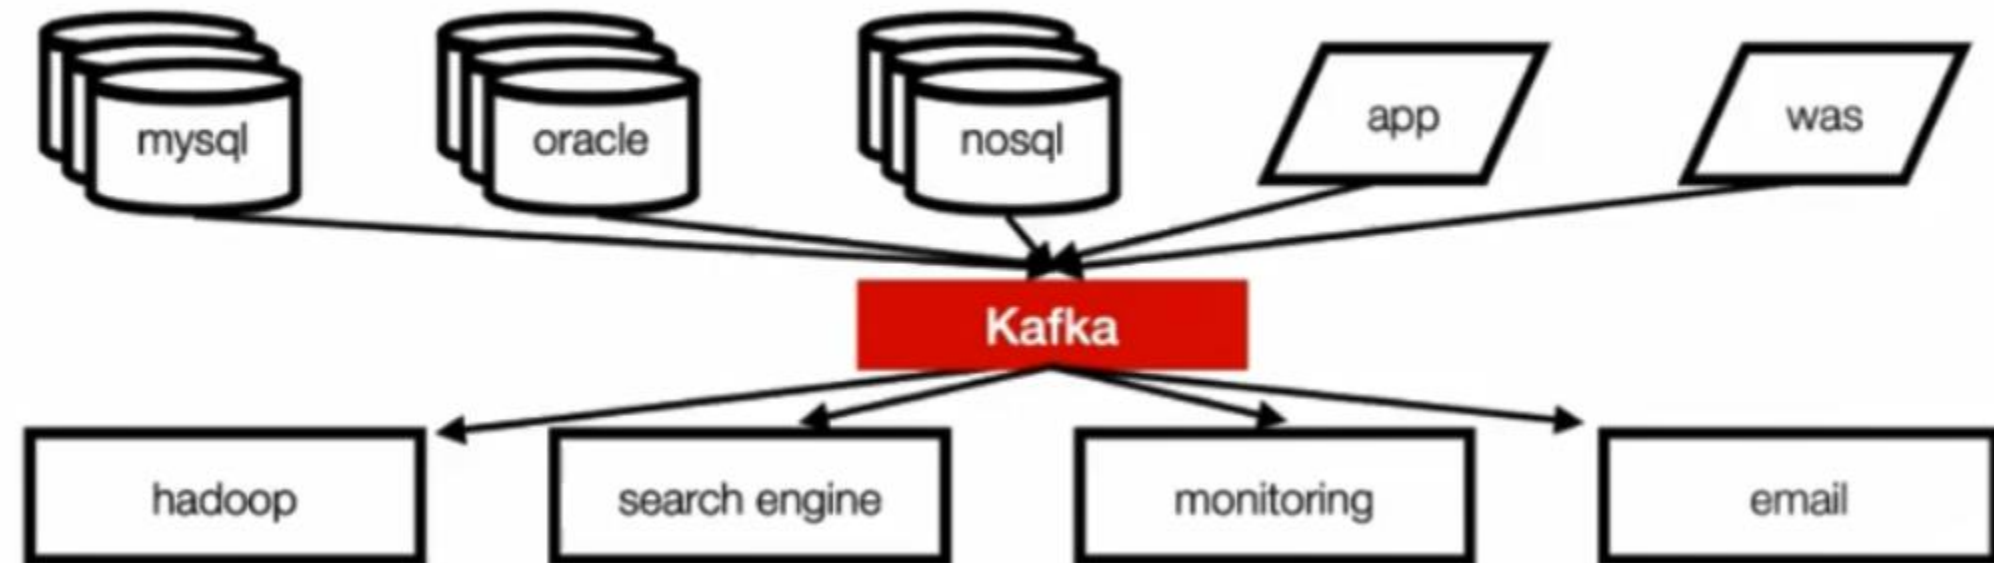 mysql
oracle
nosql
app
was
Kafka
hadoop
search engine
monitoring
email